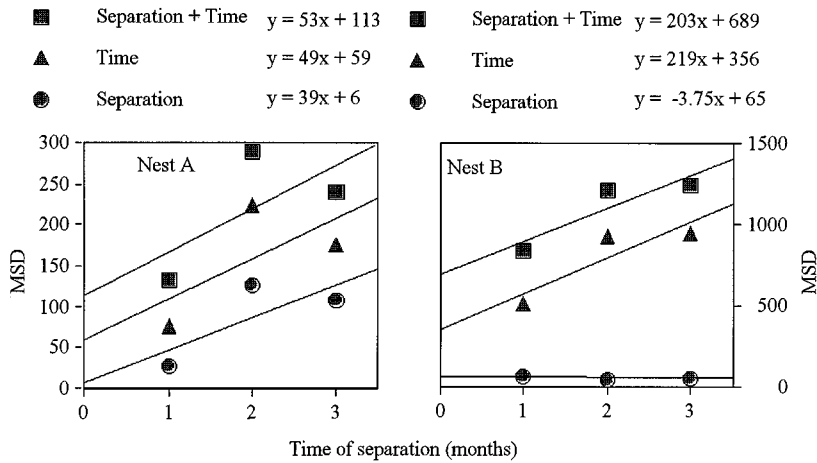 Separation + Time y = 53x + 113
Time y = 49x + 59
Separation y = 39x + 6
Separation + Time y = 203x + 689
Time y = 219x + 356
Separation y = -3.75x + 65
Nest A
MSD
300
250
200
150
100
50
0
0 1 2 3
Nest B
1500
1000
500
0
MSD
0 1 2 3
Time of separation (months)